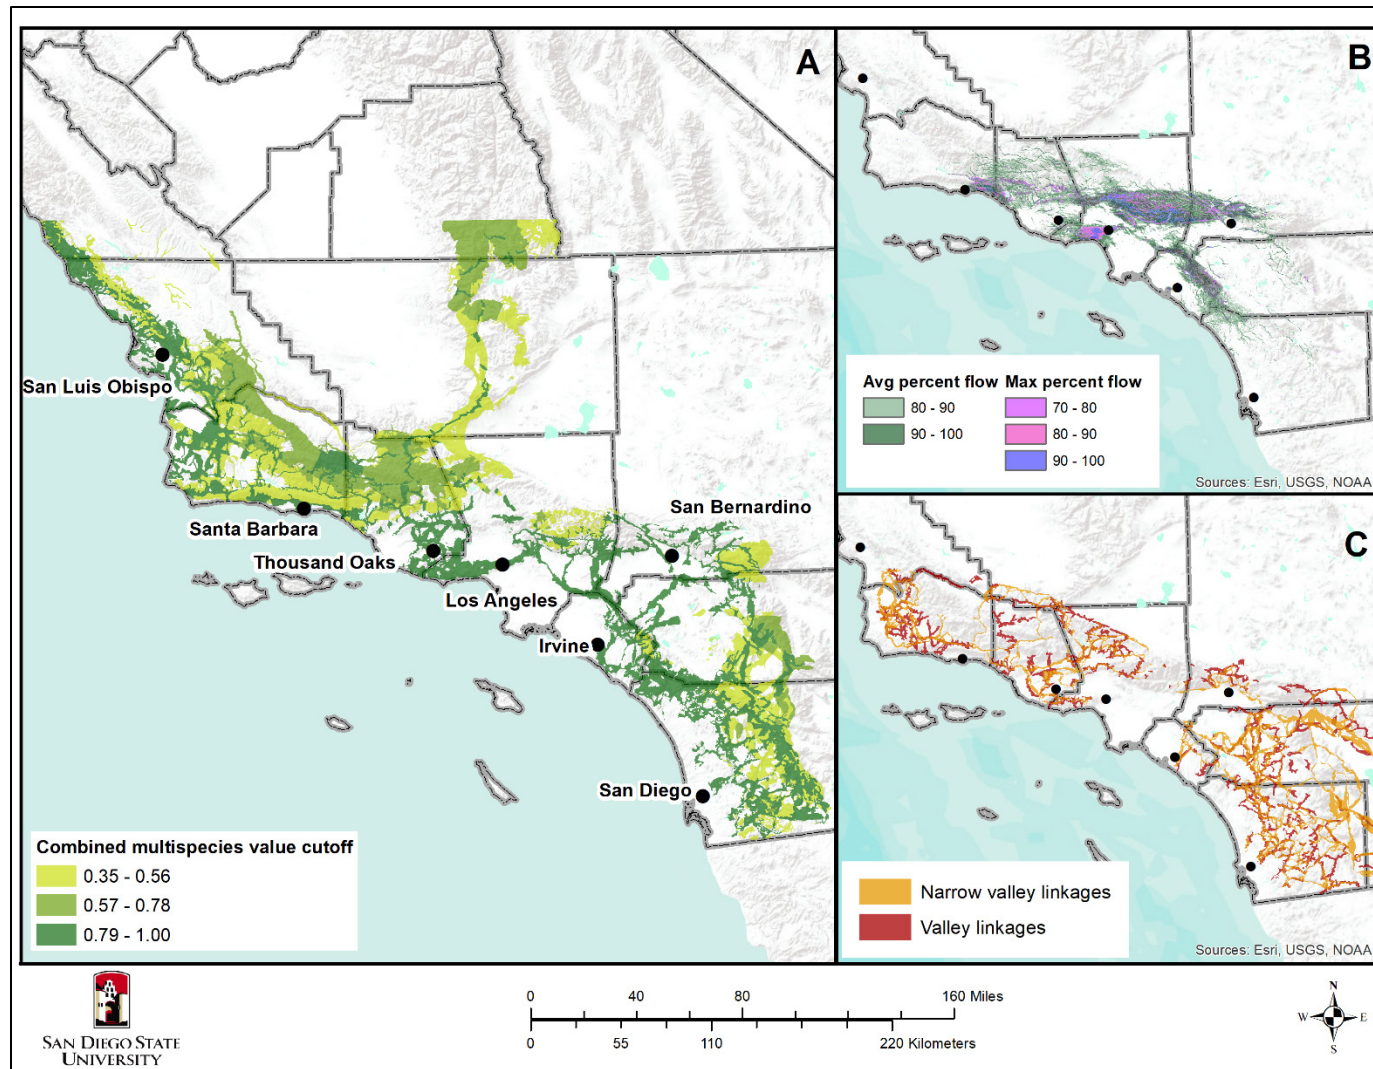 A
San Luis Obispo
Santa Barbara
Thousand Oaks
Los Angeles
San Bernardino
Irvine
San Diego
Combined multispecies value cutoff
0.35 - 0.56
0.57 - 0.78
0.79 - 1.00
B
Avg percent flow
80 - 90
90 - 100
Max percent flow
70 - 80
80 - 90
90 - 100
Sources: Esri, USGS, NOAA
C
Narrow valley linkages
Valley linkages
Sources: Esri, USGS, NOAA
SAN DIEGO STATE
UNIVERSITY
0 40 80 160 Miles
0 55 110 220 Kilometers
N
W E
S